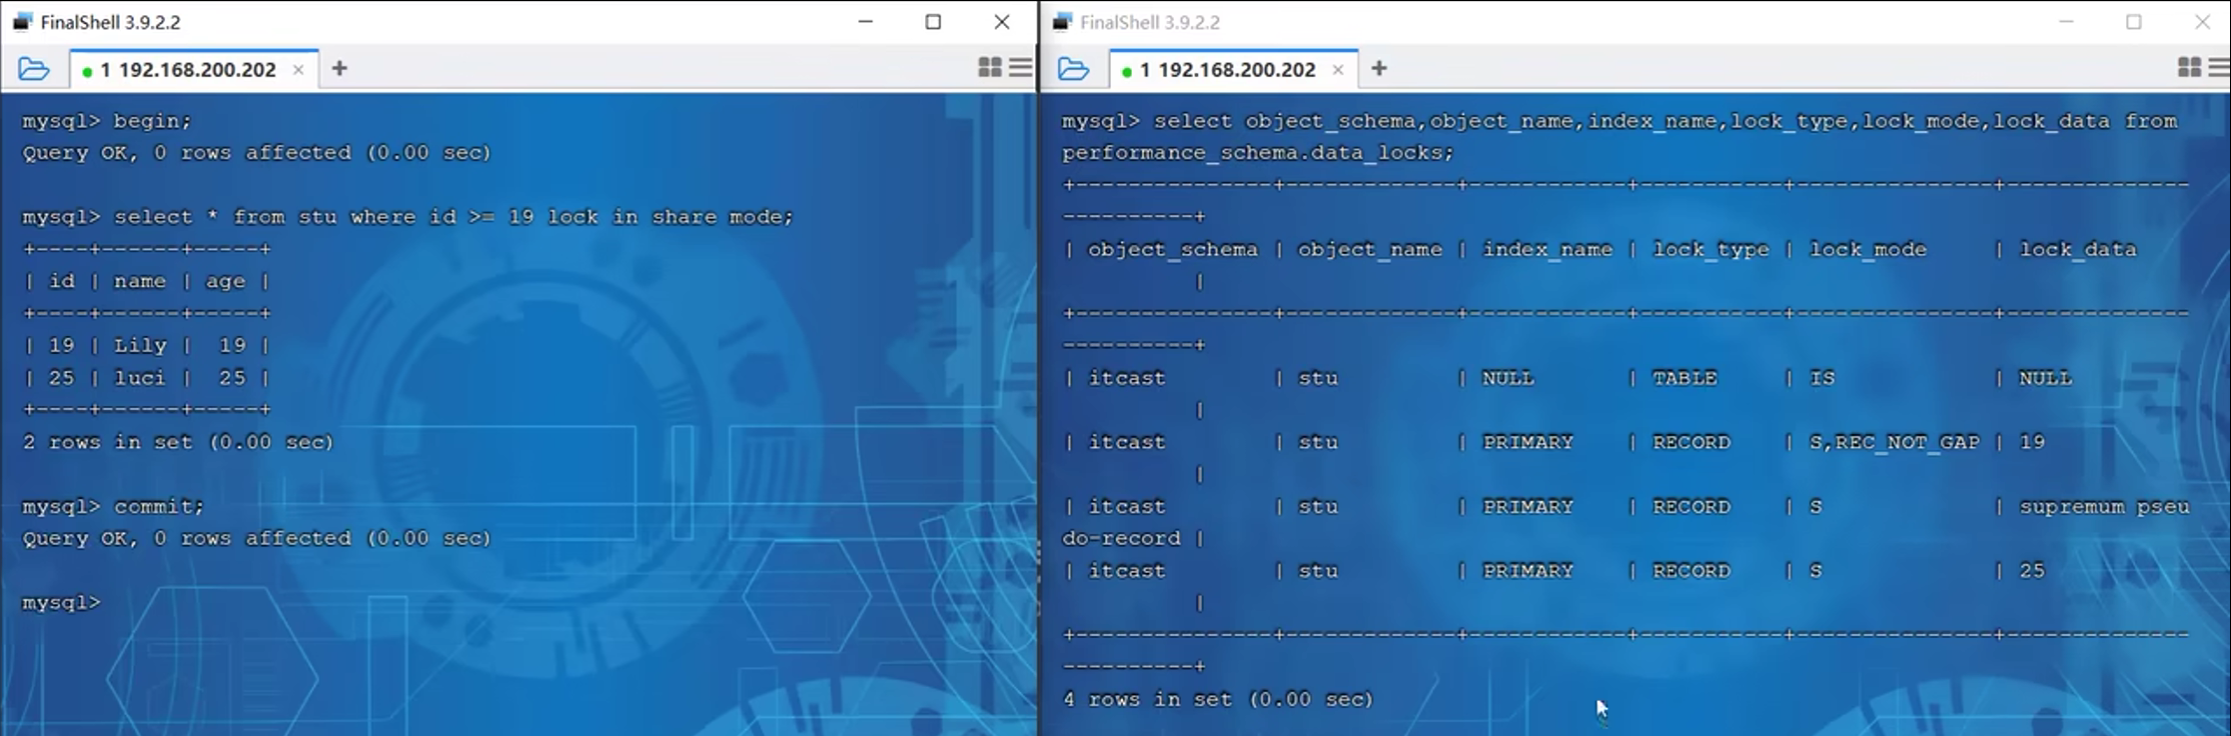 FinalShell 3.9.2.2
1 192.168.200.202 × +
mysql> begin;
Query OK, 0 rows affected (0.00 sec)
mysql> select * from stu where id >= 19 lock in share mode;
+----+------+-----+
| id | name | age |
+----+------+-----+
| 19 | Lily |  19 |
| 25 | luci |  25 |
+----+------+-----+
2 rows in set (0.00 sec)
mysql> commit;
Query OK, 0 rows affected (0.00 sec)
mysql>
FinalShell 3.9.2.2
1 192.168.200.202 × +
mysql> select object_schema,object_name,index_name,lock_type,lock_mode,lock_data from
performance_schema.data_locks;
+---------------+-------------+------------+-----------+---------------+--------------
----------+
| object_schema | object_name | index_name | lock_type | lock_mode     | lock_data
          |
+---------------+-------------+------------+-----------+---------------+--------------
----------+
| itcast        | stu         | NULL       | TABLE     | IS            | NULL
          |
| itcast        | stu         | PRIMARY    | RECORD    | S,REC_NOT_GAP | 19
          |
| itcast        | stu         | PRIMARY    | RECORD    | S             | supremum pseu
do-record |
| itcast        | stu         | PRIMARY    | RECORD    | S             | 25
          |
+---------------+-------------+------------+-----------+---------------+--------------
----------+
4 rows in set (0.00 sec)